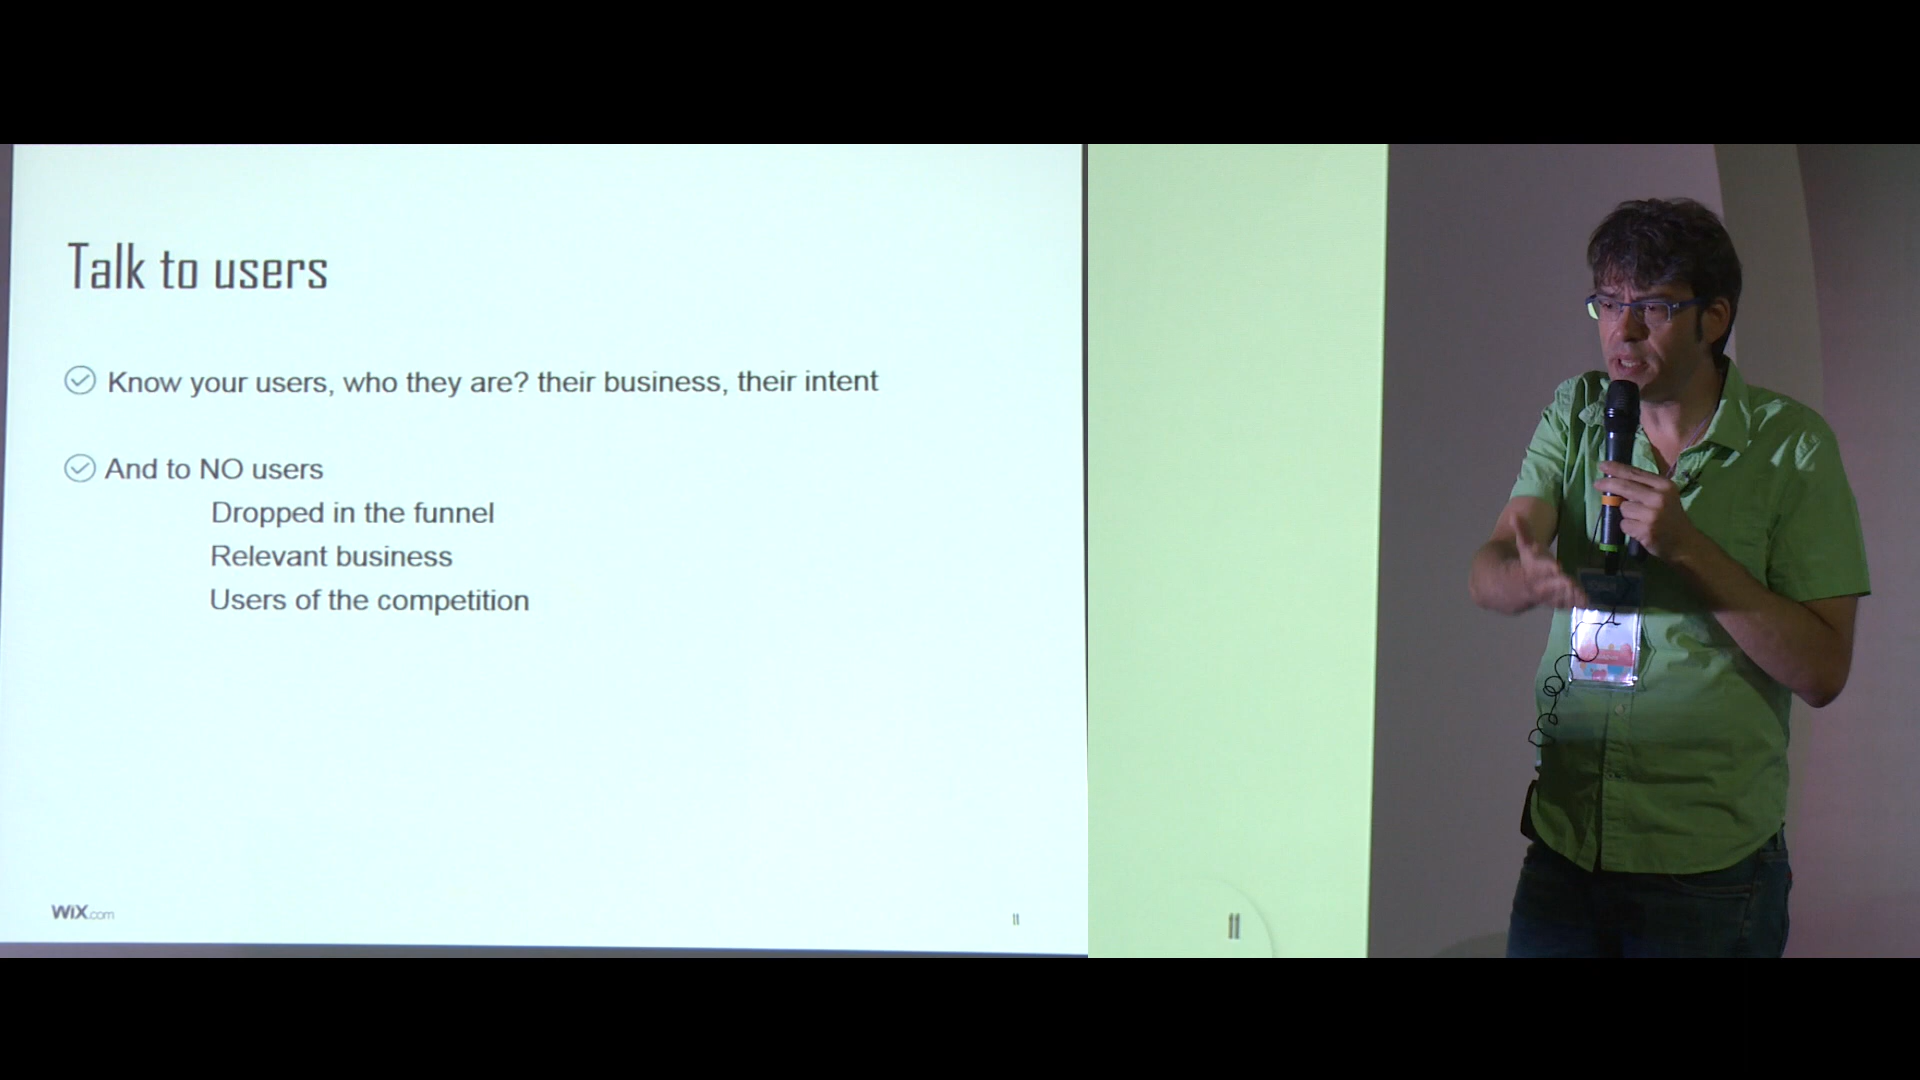 Talk to users
Know your users, who they are? their business, their intent
And to NO users
Dropped in the funnel
Relevant business
Users of the competition
WiX.com
11
11